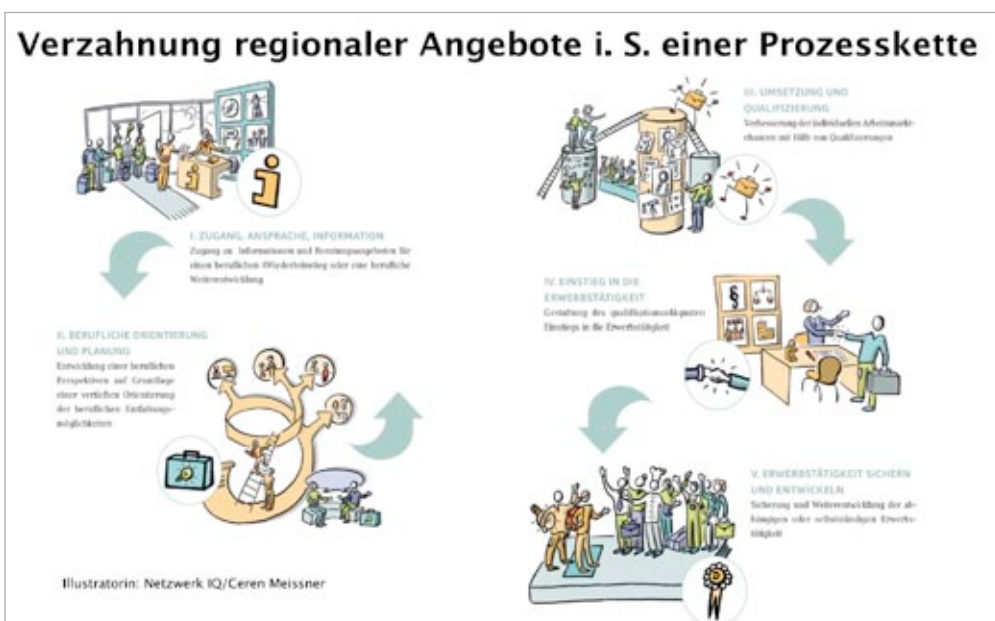 Verzahnung regionaler Angebote i. S. einer Prozesskette
I. ZUGANG, ANSPRACHE, INFORMATION
Zugang zu Informationen und Beratungsangeboten für
einen beruflichen (Wieder)einstieg oder eine berufliche
Weiterentwicklung
II. BERUFLICHE ORIENTIERUNG
UND PLANUNG
Entwicklung einer beruflichen
Perspektiven auf Grundlage
einer vertieften Orientierung
der beruflichen Entfaltungs-
möglichkeiten
III. UMSETZUNG UND
QUALIFIZIERUNG
Verbesserung der individuellen Arbeitsmarkt-
chancen mit Hilfe von Qualifizierungen
IV. EINSTIEG IN DIE
ERWERBSTÄTIGKEIT
Gestaltung des qualifikationsadäquaten
Einstiegs in die Erwerbstätigkeit
V. ERWERBSTÄTIGKEIT SICHERN
UND ENTWICKELN
Sicherung und Weiterentwicklung der ab-
hängigen oder selbstständigen Erwerbs-
tätigkeit
Illustratorin: Netzwerk IQ/Ceren Meissner